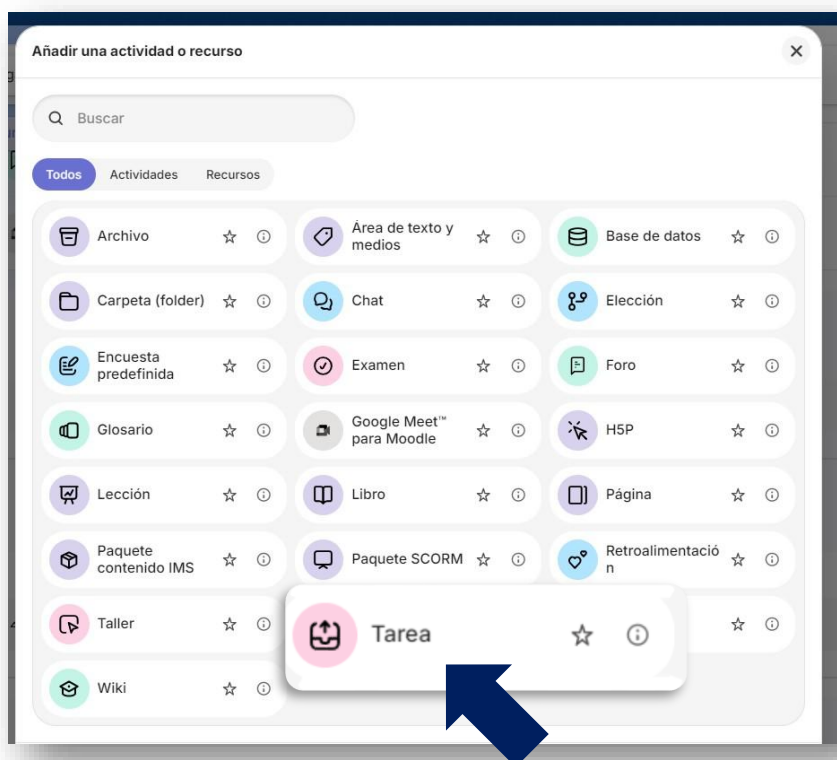 Añadir una actividad o recurso
Buscar
Todos
Actividades
Recursos
Archivo
Área de texto y
medios
Base de datos
Carpeta (folder)
Chat
Elección
Encuesta
predefinida
Examen
Foro
Glosario
Google Meet™
para Moodle
H5P
Lección
Libro
Página
Paquete
contenido IMS
Paquete SCORM
Retroalimentació
n
Taller
Tarea
Wiki